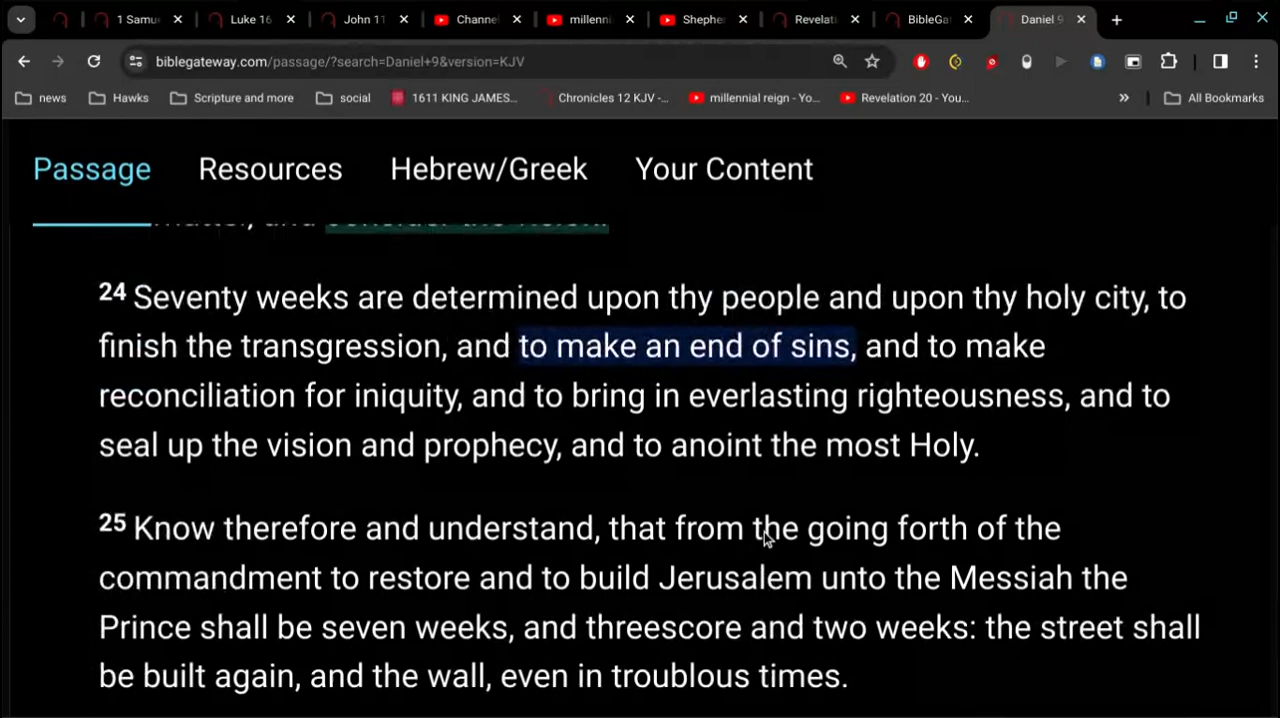 1 Samu
Luke 16
John 11
Channe
millenni
Shephe
Revelati
BibleGa
Daniel 9
biblegateway.com/passage/?search=Daniel+9&version=KJV
news
Hawks
Scripture and more
social
1611 KING JAMES...
Chronicles 12 KJV -...
millennial reign - Yo...
Revelation 20 - You...
All Bookmarks
Passage
Resources
Hebrew/Greek
Your Content
24 Seventy weeks are determined upon thy people and upon thy holy city, to
finish the transgression, and to make an end of sins, and to make
reconciliation for iniquity, and to bring in everlasting righteousness, and to
seal up the vision and prophecy, and to anoint the most Holy.
25 Know therefore and understand, that from the going forth of the
commandment to restore and to build Jerusalem unto the Messiah the
Prince shall be seven weeks, and threescore and two weeks: the street shall
be built again, and the wall, even in troublous times.